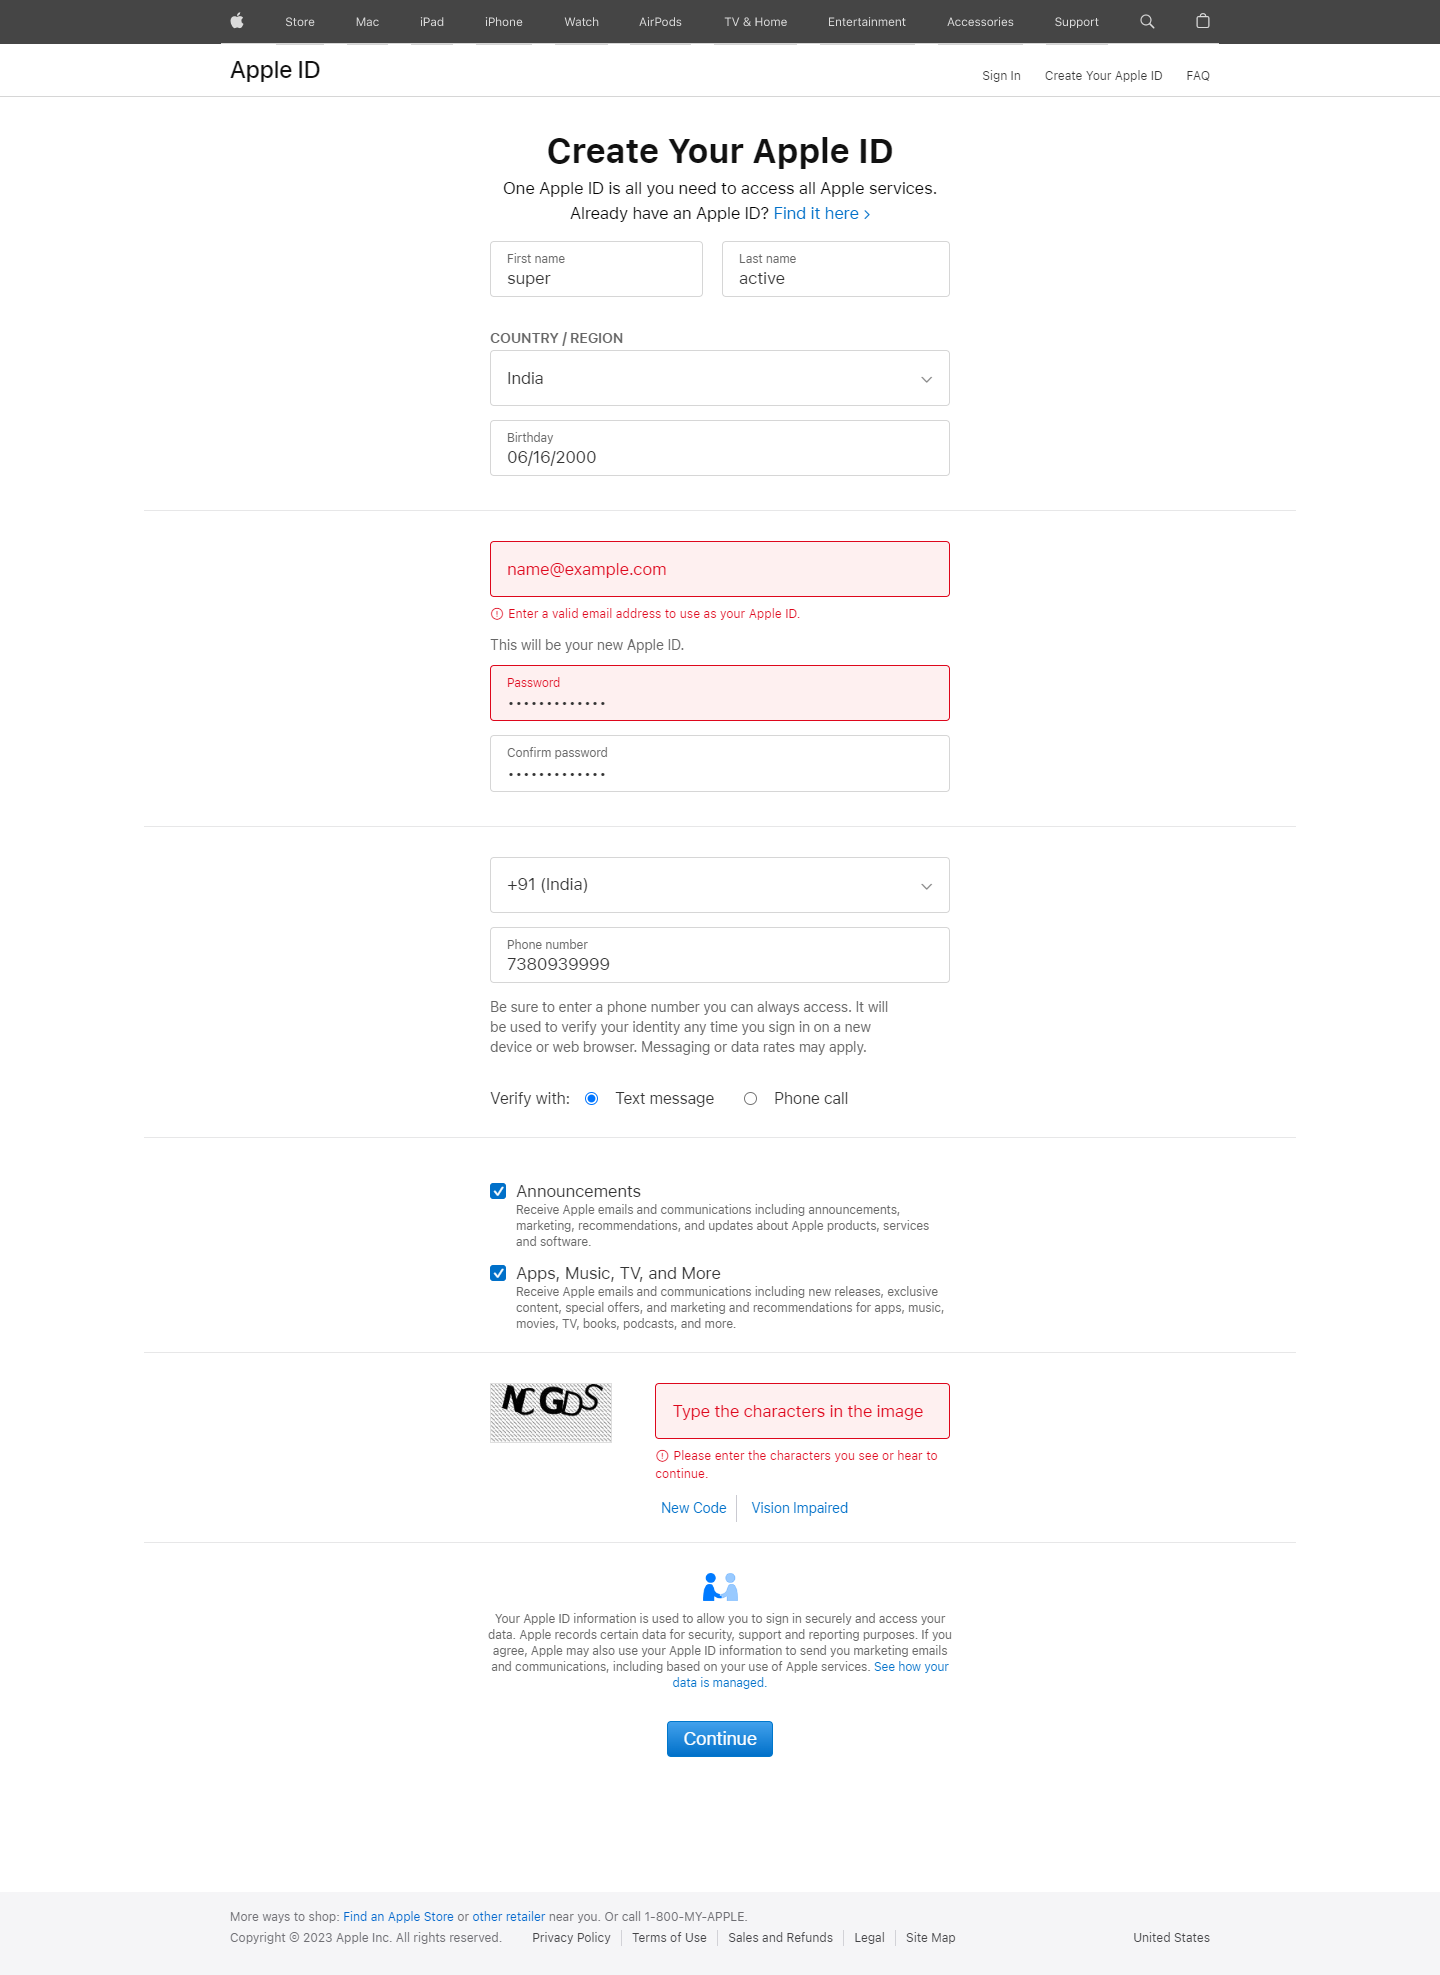 Store Mac iPad iPhone Watch AirPods TV & Home Entertainment Accessories Support
Apple ID
Sign In Create Your Apple ID FAQ
Create Your Apple ID
One Apple ID is all you need to access all Apple services.
Already have an Apple ID? Find it here >
First name Last name
super active
COUNTRY / REGION
India
Birthday
06/16/2000
name@example.com
Enter a valid email address to use as your Apple ID.
This will be your new Apple ID.
Password
•••••••••••••
Confirm password
•••••••••••••
+91 (India)
Phone number
7380939999
Be sure to enter a phone number you can always access. It will
be used to verify your identity any time you sign in on a new
device or web browser. Messaging or data rates may apply.
Verify with: Text message Phone call
Announcements
Receive Apple emails and communications including announcements,
marketing, recommendations, and updates about Apple products, services
and software.
Apps, Music, TV, and More
Receive Apple emails and communications including new releases, exclusive
content, special offers, and marketing and recommendations for apps, music,
movies, TV, books, podcasts, and more.
NCGDS
Type the characters in the image
Please enter the characters you see or hear to
continue.
New Code Vision Impaired
Your Apple ID information is used to allow you to sign in securely and access your
data. Apple records certain data for security, support and reporting purposes. If you
agree, Apple may also use your Apple ID information to send you marketing emails
and communications, including based on your use of Apple services. See how your
data is managed.
Continue
More ways to shop: Find an Apple Store or other retailer near you. Or call 1-800-MY-APPLE.
Copyright © 2023 Apple Inc. All rights reserved. Privacy Policy Terms of Use Sales and Refunds Legal Site Map United States